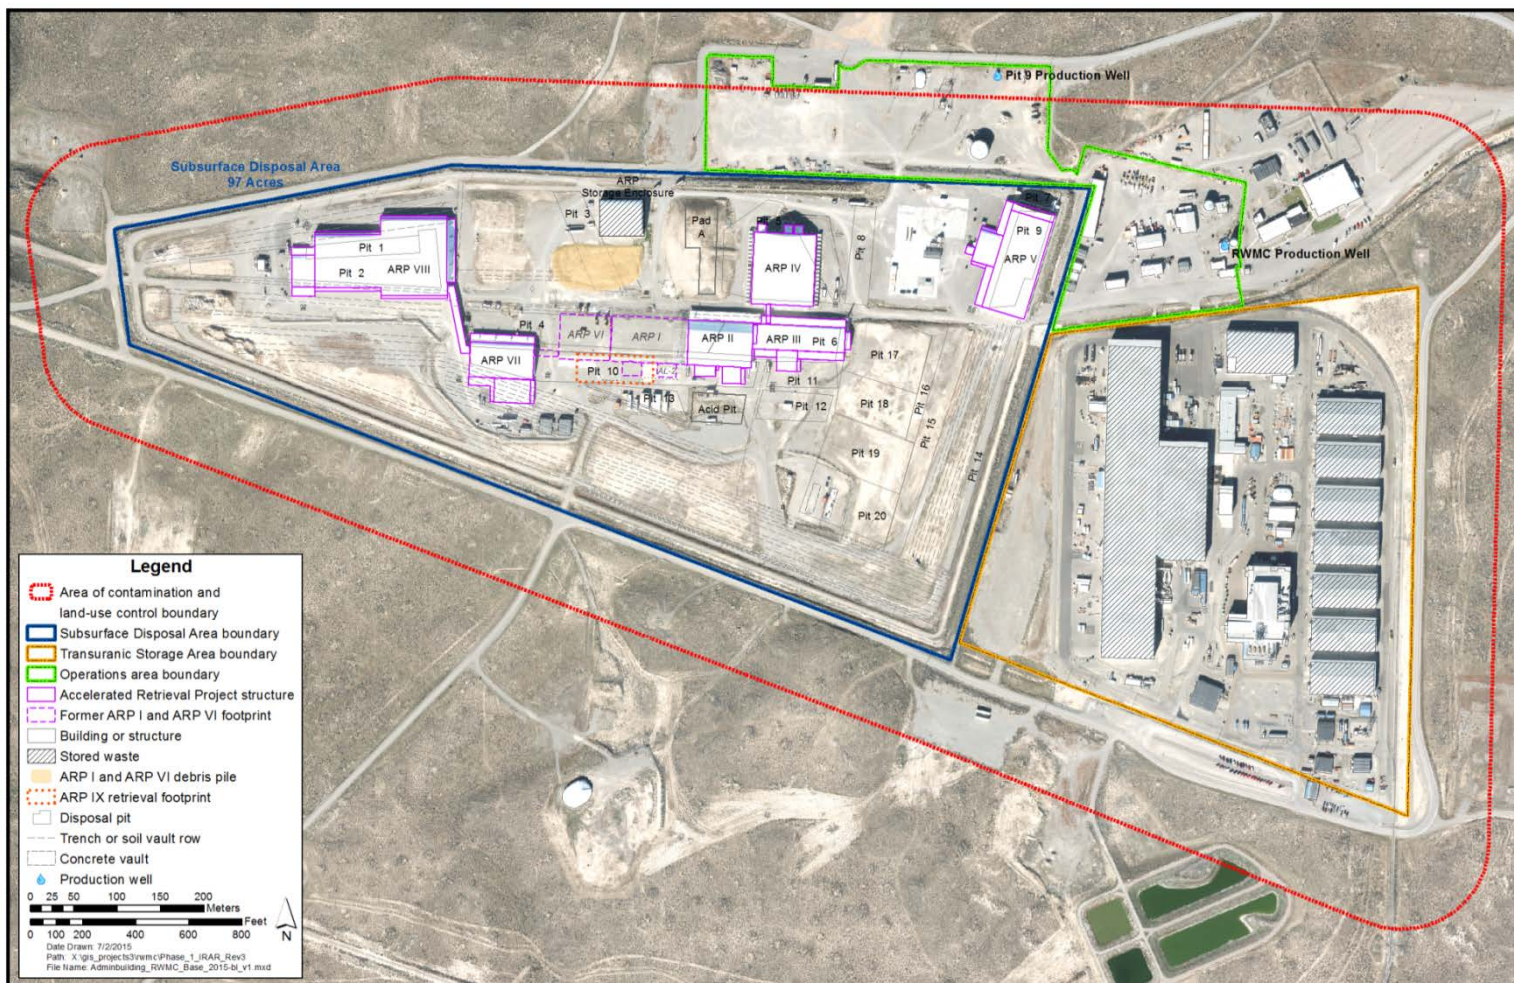 Pit 9 Production Well
Subsurface Disposal Area
97 Acres
ARP
Storage Enclosure
Pit 3
Pad
A
Pit 5
Pit 8
Pit 7
Pit 9
ARP V
RWMC Production Well
Pit 1
Pit 2
ARP VIII
ARP IV
Pit 4
ARP VI
ARP I
ARP II
ARP III
Pit 6
ARP VII
Pit 10
Pit 17
Pit 11
Pit 13
Acid Pit
Pit 12
Pit 18
Pit 16
Pit 15
Pit 14
Pit 19
Pit 20
Legend
Area of contamination and
land-use control boundary
Subsurface Disposal Area boundary
Transuranic Storage Area boundary
Operations area boundary
Accelerated Retrieval Project structure
Former ARP I and ARP VI footprint
Building or structure
Stored waste
ARP I and ARP VI debris pile
ARP IX retrieval footprint
Disposal pit
Trench or soil vault row
Concrete vault
Production well
0 25 50 100 150 200
Meters
Feet
0 100 200 400 600 800
N
Date Drawn: 7/2/2015
Path: X:\gis_projects3\rwmc\Phase_1_IRAR_Rev3
File Name: Adminbuilding_RWMC_Base_2015-bl_v1.mxd